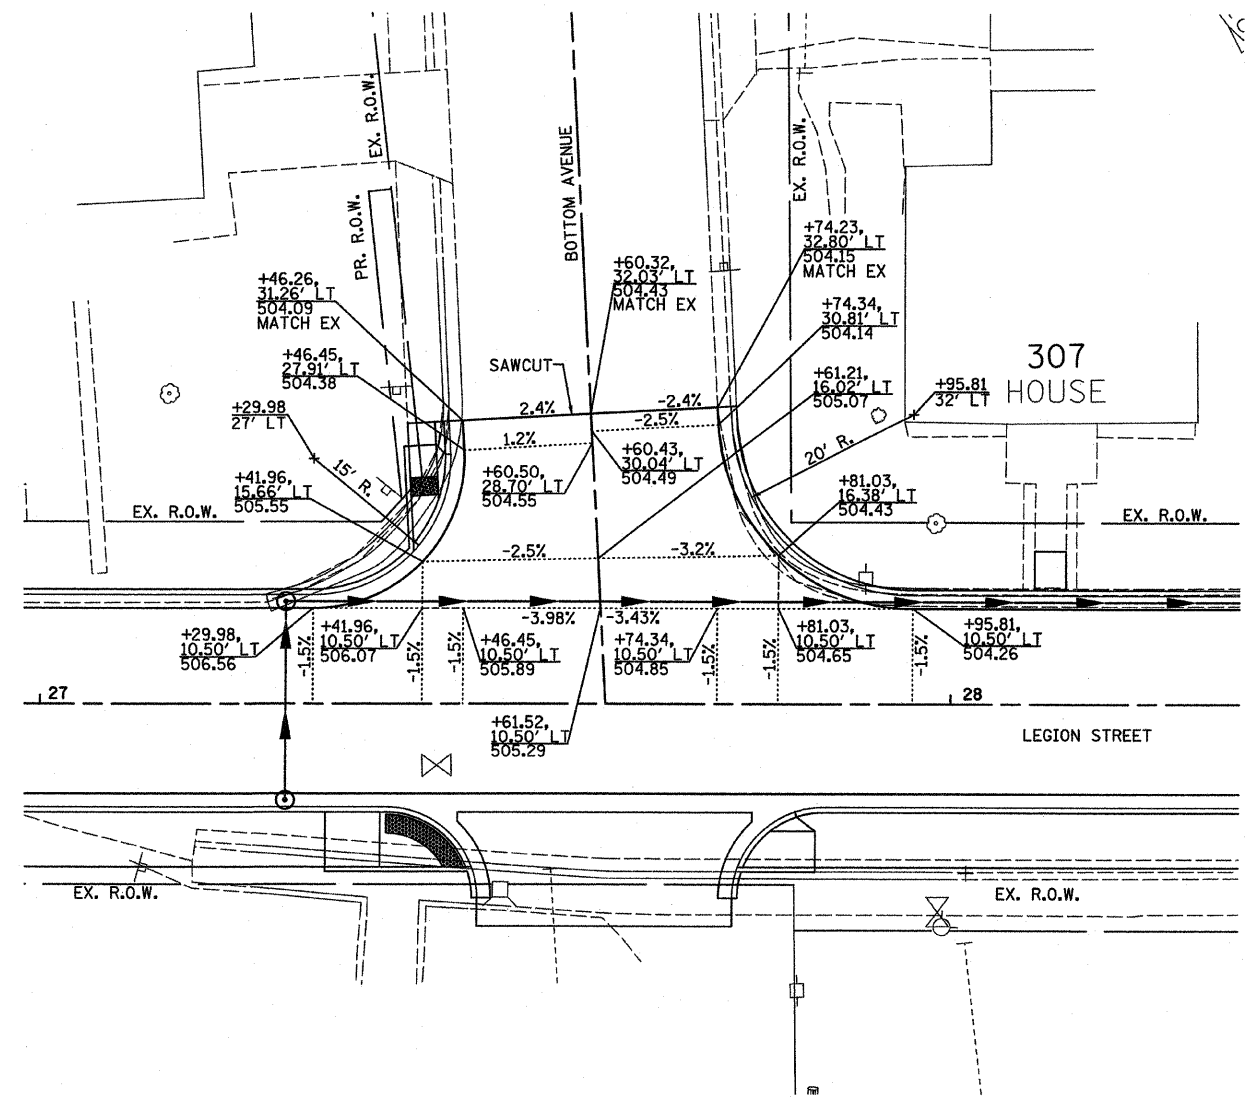 EX. R.O.W.
PR. R.O.W.
BOTTOM AVENUE
EX. R.O.W.
+46.26,
31.26' LT
504.09
MATCH EX
+60.32,
32.03' LT
504.43
MATCH EX
+74.23,
32.80' LT
504.15
MATCH EX
+74.34,
30.81' LT
504.14
+46.45,
27.91' LT
504.38
SAWCUT
+61.21,
16.02' LT
505.07
307
HOUSE
+95.81
32' LT
+29.98
27' LT
2.4%
-2.4%
-2.5%
1.2%
15' R.
20' R.
+41.96,
15.66' LT
505.55
+60.50,
28.70' LT
504.55
+60.43,
30.04' LT
504.49
+81.03,
16.38' LT
504.43
EX. R.O.W.
EX. R.O.W.
-2.5%
-3.2%
-3.98%
-3.43%
+29.98,
10.50' LT
506.56
-1.5%
+41.96,
10.50' LT
506.07
-1.5%
-1.5%
+46.45,
10.50' LT
505.89
+74.34,
10.50' LT
504.85
-1.5%
-1.5%
+81.03,
10.50' LT
504.65
-1.5%
+95.81,
10.50' LT
504.26
27
28
+61.52,
10.50' LT
505.29
LEGION STREET
EX. R.O.W.
EX. R.O.W.